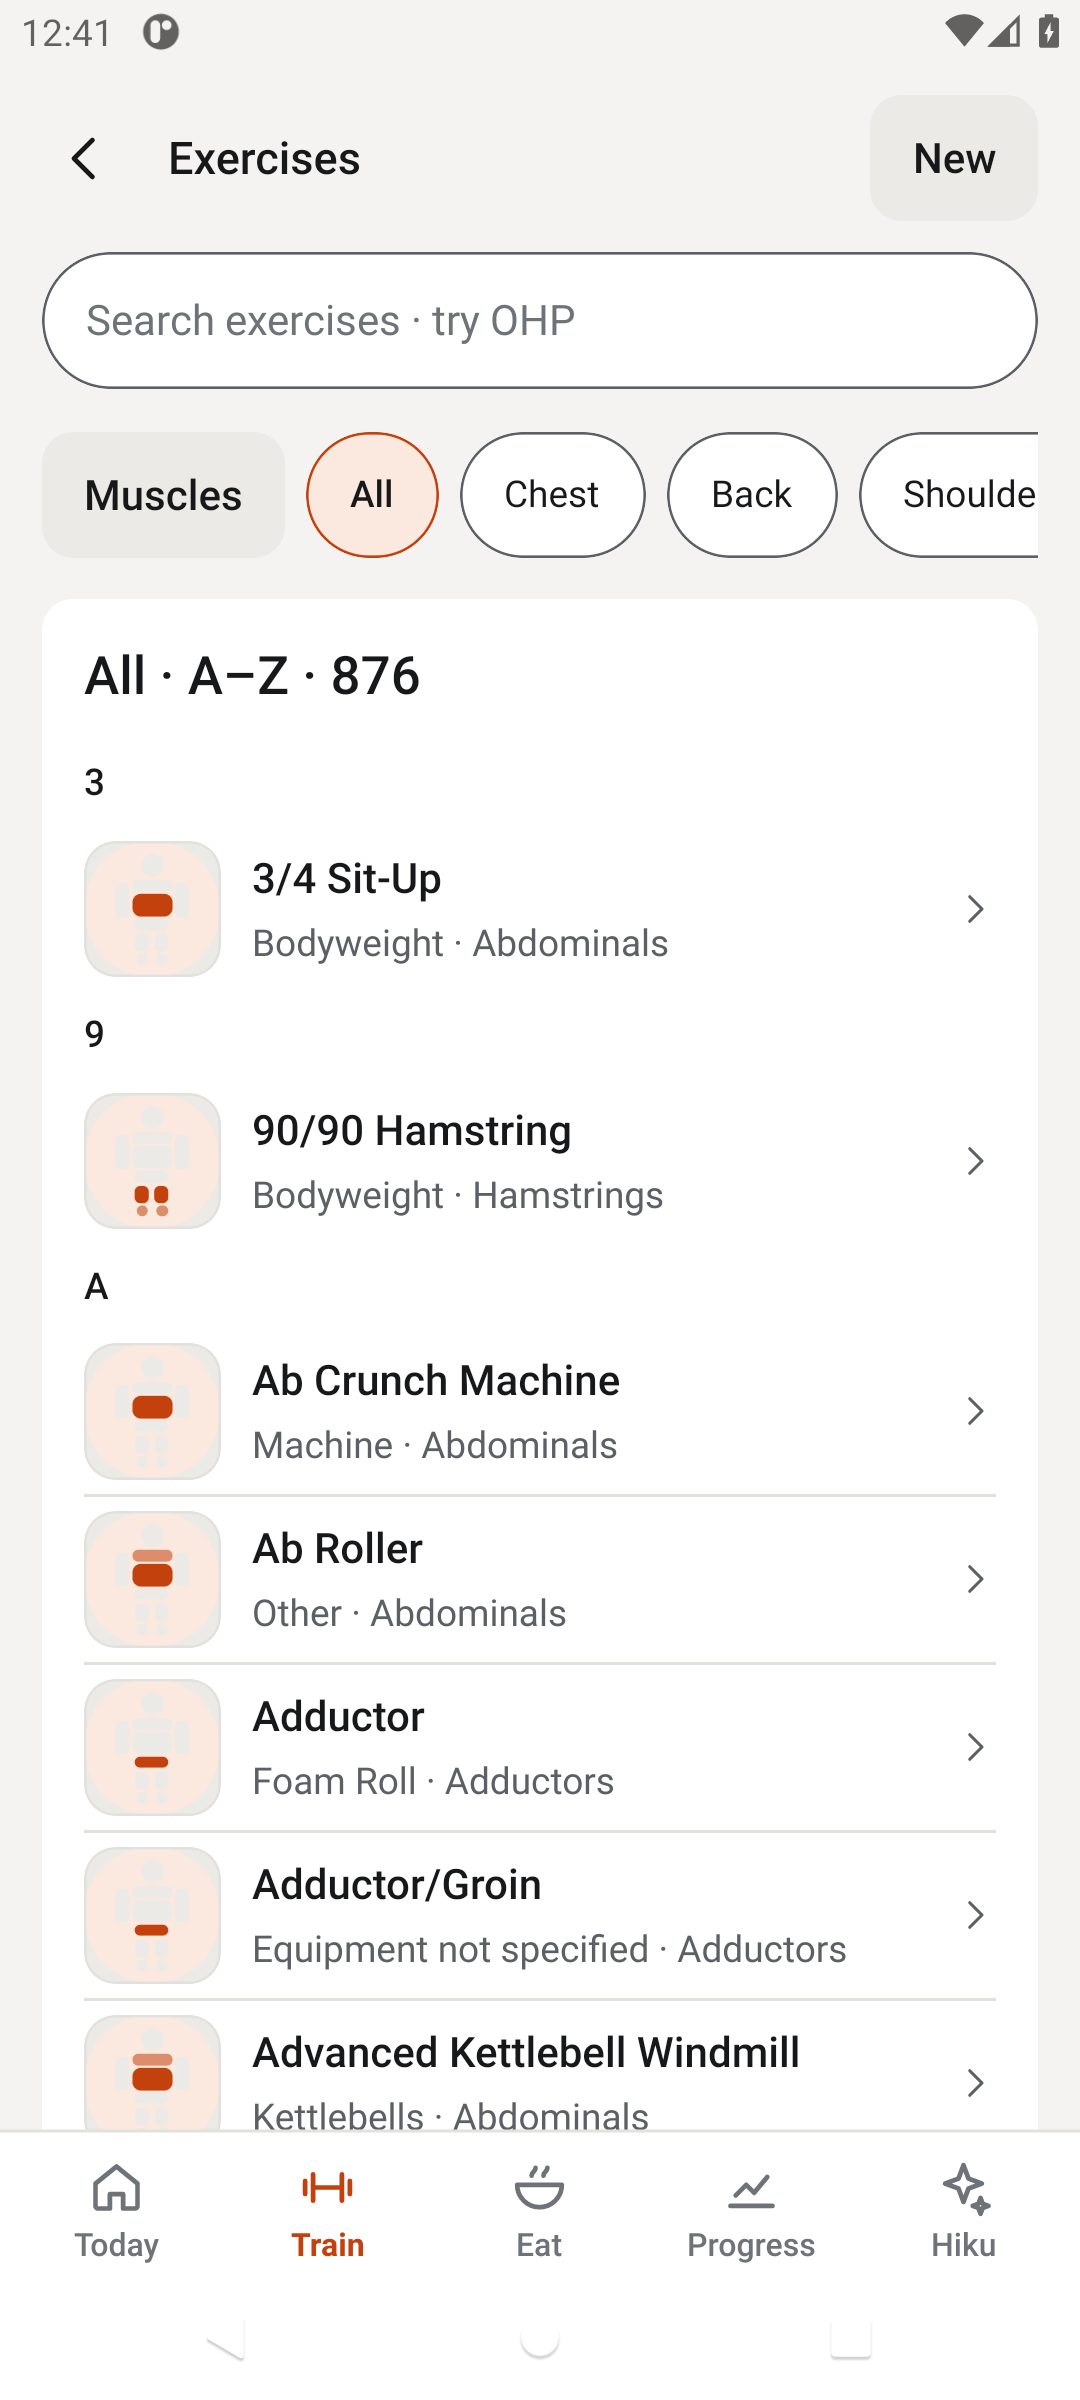 12:41
Exercises
New
Search exercises · try OHP
Muscles
All
Chest
Back
Shoulde
All · A–Z · 876
3
3/4 Sit-Up
Bodyweight · Abdominals
9
90/90 Hamstring
Bodyweight · Hamstrings
A
Ab Crunch Machine
Machine · Abdominals
Ab Roller
Other · Abdominals
Adductor
Foam Roll · Adductors
Adductor/Groin
Equipment not specified · Adductors
Advanced Kettlebell Windmill
Kettlebells · Abdominals
Today
Train
Eat
Progress
Hiku